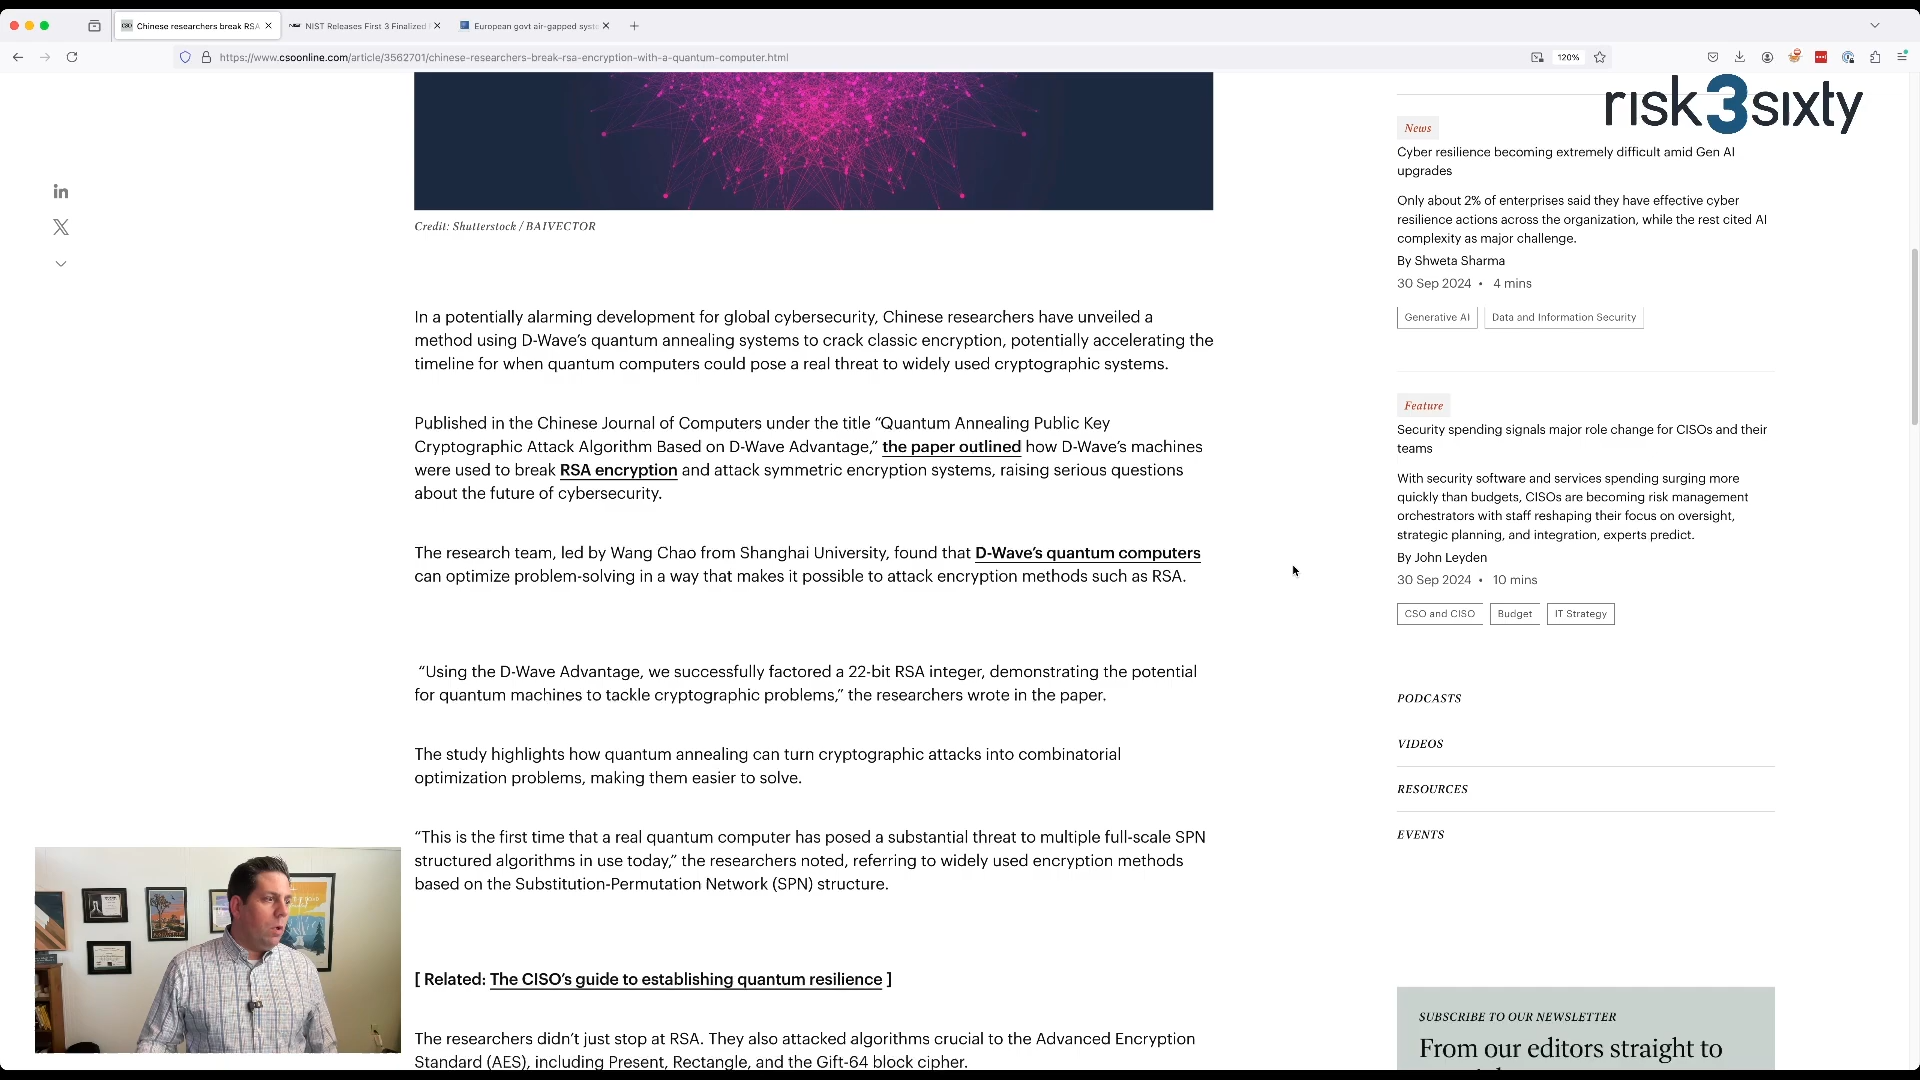 Chinese researchers break RSA
NIST Releases First 3 Finalized
European govt air-gapped syst
https://www.csoonline.com/article/3562701/chinese-researchers-break-rsa-encryption-with-a-quantum-computer.html
120%
risk3sixty
Credit: Shutterstock / BAIVECTOR
In a potentially alarming development for global cybersecurity, Chinese researchers have unveiled a
method using D-Wave's quantum annealing systems to crack classic encryption, potentially accelerating the
timeline for when quantum computers could pose a real threat to widely used cryptographic systems.
Published in the Chinese Journal of Computers under the title “Quantum Annealing Public Key
Cryptographic Attack Algorithm Based on D-Wave Advantage,” the paper outlined how D-Wave's machines
were used to break RSA encryption and attack symmetric encryption systems, raising serious questions
about the future of cybersecurity.
The research team, led by Wang Chao from Shanghai University, found that D-Wave's quantum computers
can optimize problem-solving in a way that makes it possible to attack encryption methods such as RSA.
“Using the D-Wave Advantage, we successfully factored a 22-bit RSA integer, demonstrating the potential
for quantum machines to tackle cryptographic problems,” the researchers wrote in the paper.
The study highlights how quantum annealing can turn cryptographic attacks into combinatorial
optimization problems, making them easier to solve.
“This is the first time that a real quantum computer has posed a substantial threat to multiple full-scale SPN
structured algorithms in use today,” the researchers noted, referring to widely used encryption methods
based on the Substitution-Permutation Network (SPN) structure.
[ Related: The CISO's guide to establishing quantum resilience ]
The researchers didn't just stop at RSA. They also attacked algorithms crucial to the Advanced Encryption
Standard (AES), including Present, Rectangle, and the Gift-64 block cipher.
News
Cyber resilience becoming extremely difficult amid Gen AI
upgrades
Only about 2% of enterprises said they have effective cyber
resilience actions across the organization, while the rest cited AI
complexity as major challenge.
By Shweta Sharma
30 Sep 2024 • 4 mins
Generative AI
Data and Information Security
Feature
Security spending signals major role change for CISOs and their
teams
With security software and services spending surging more
quickly than budgets, CISOs are becoming risk management
orchestrators with staff reshaping their focus on oversight,
strategic planning, and integration, experts predict.
By John Leyden
30 Sep 2024 • 10 mins
CSO and CISO
Budget
IT Strategy
PODCASTS
VIDEOS
RESOURCES
EVENTS
SUBSCRIBE TO OUR NEWSLETTER
From our editors straight to